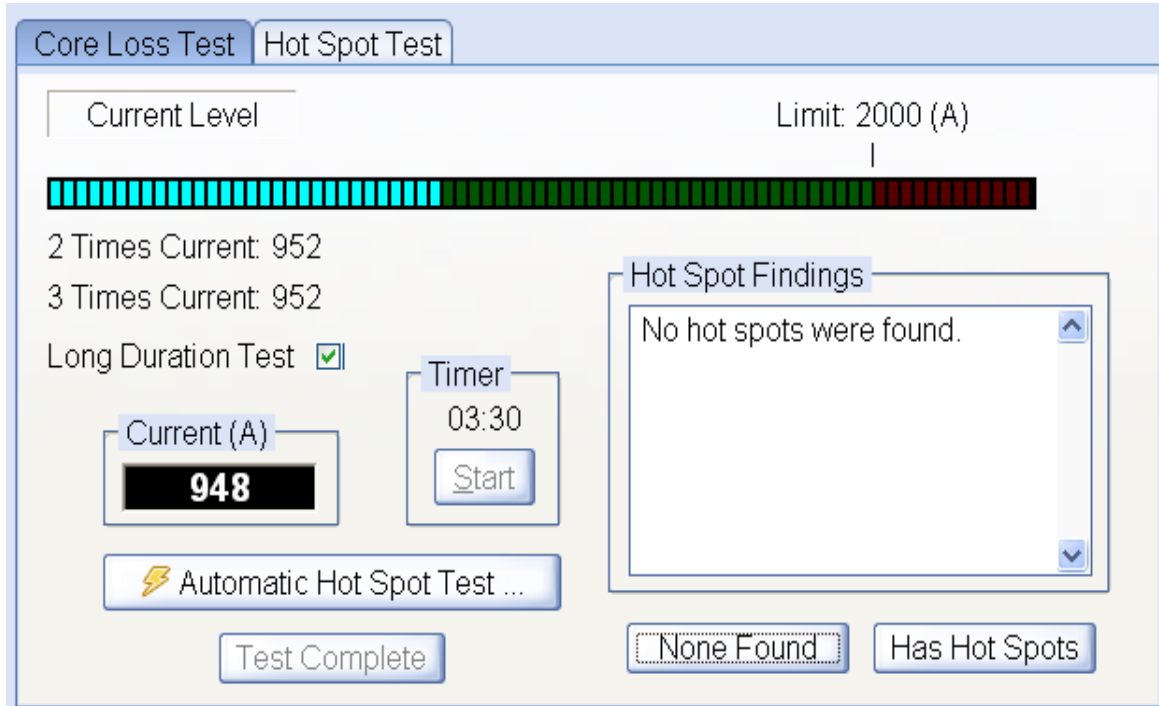 Core Loss Test
Hot Spot Test
Current Level
Limit: 2000 (A)
2 Times Current: 952
3 Times Current: 952
Long Duration Test
Current (A)
948
Timer
03:30
Start
Hot Spot Findings
No hot spots were found.
Automatic Hot Spot Test ...
Test Complete
None Found
Has Hot Spots